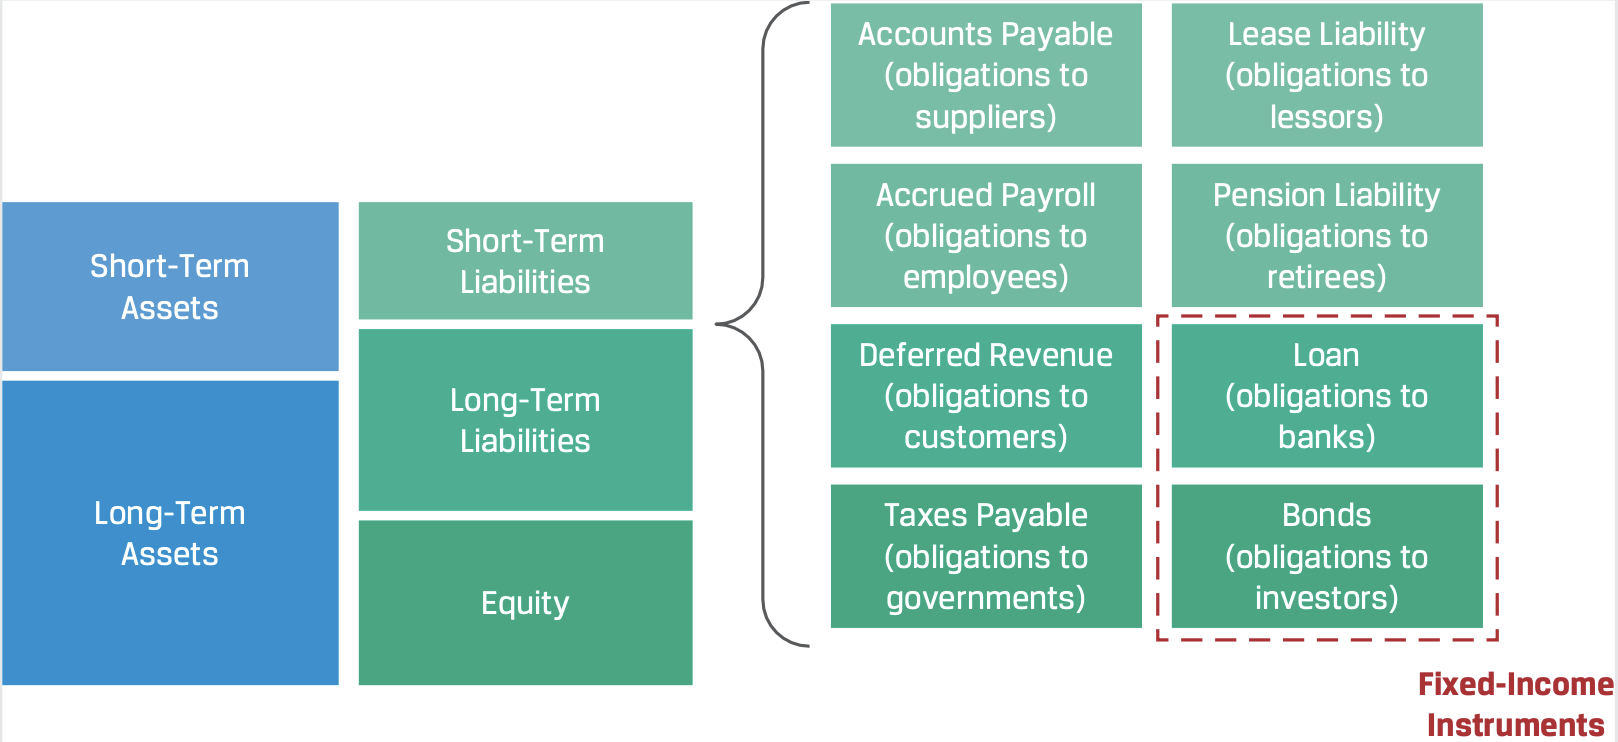 Short-Term
Assets
Long-Term
Assets
Short-Term
Liabilities
Long-Term
Liabilities
Equity
Accounts Payable
(obligations to
suppliers)
Lease Liability
(obligations to
lessors)
Accrued Payroll
(obligations to
employees)
Pension Liability
(obligations to
retirees)
Deferred Revenue
(obligations to
customers)
Loan
(obligations to
banks)
Taxes Payable
(obligations to
governments)
Bonds
(obligations to
investors)
Fixed-Income
Instruments